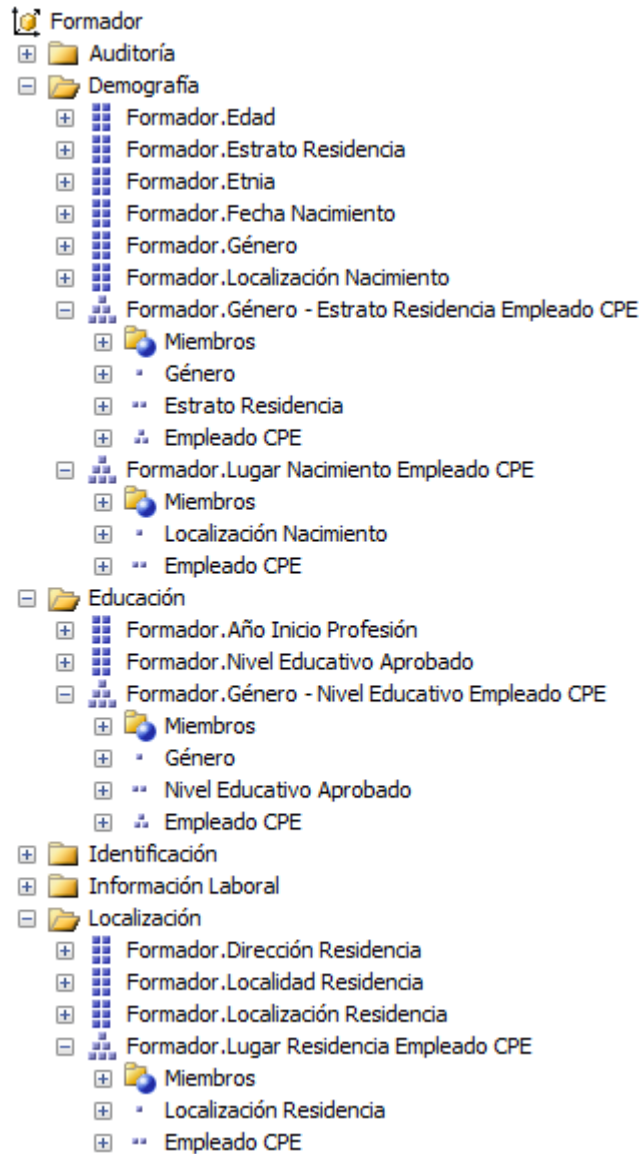 Formador
Auditoría
Demografía
Formador.Edad
Formador.Estrato Residencia
Formador.Etnia
Formador.Fecha Nacimiento
Formador.Género
Formador.Localización Nacimiento
Formador.Género - Estrato Residencia Empleado CPE
Miembros
Género
Estrato Residencia
Empleado CPE
Formador.Lugar Nacimiento Empleado CPE
Miembros
Localización Nacimiento
Empleado CPE
Educación
Formador.Año Inicio Profesión
Formador.Nivel Educativo Aprobado
Formador.Género - Nivel Educativo Empleado CPE
Miembros
Género
Nivel Educativo Aprobado
Empleado CPE
Identificación
Información Laboral
Localización
Formador.Dirección Residencia
Formador.Localidad Residencia
Formador.Localización Residencia
Formador.Lugar Residencia Empleado CPE
Miembros
Localización Residencia
Empleado CPE